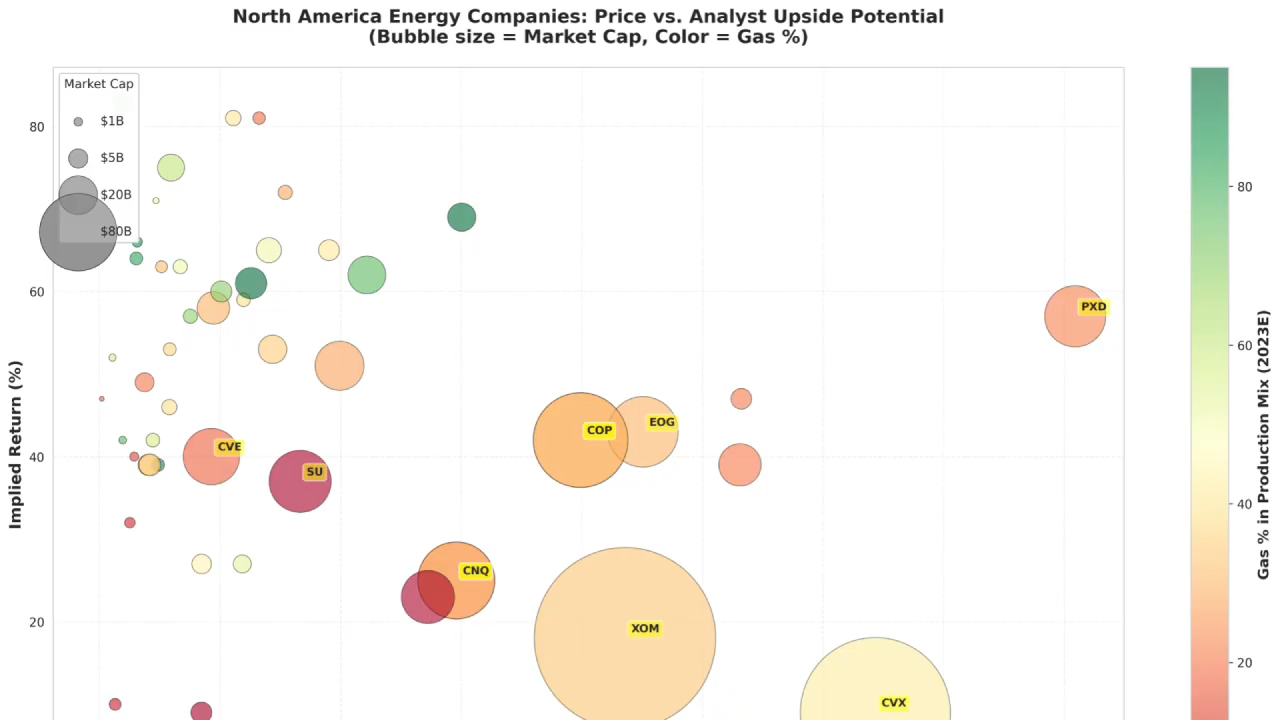 North America Energy Companies: Price vs. Analyst Upside Potential
(Bubble size = Market Cap, Color = Gas %)
Market Cap
$1B
$5B
$20B
$80B
80
60
40
20
Implied Return (%)
PXD
EOG
COP
CVE
SU
CNQ
XOM
CVX
80
60
40
20
Gas % in Production Mix (2023E)